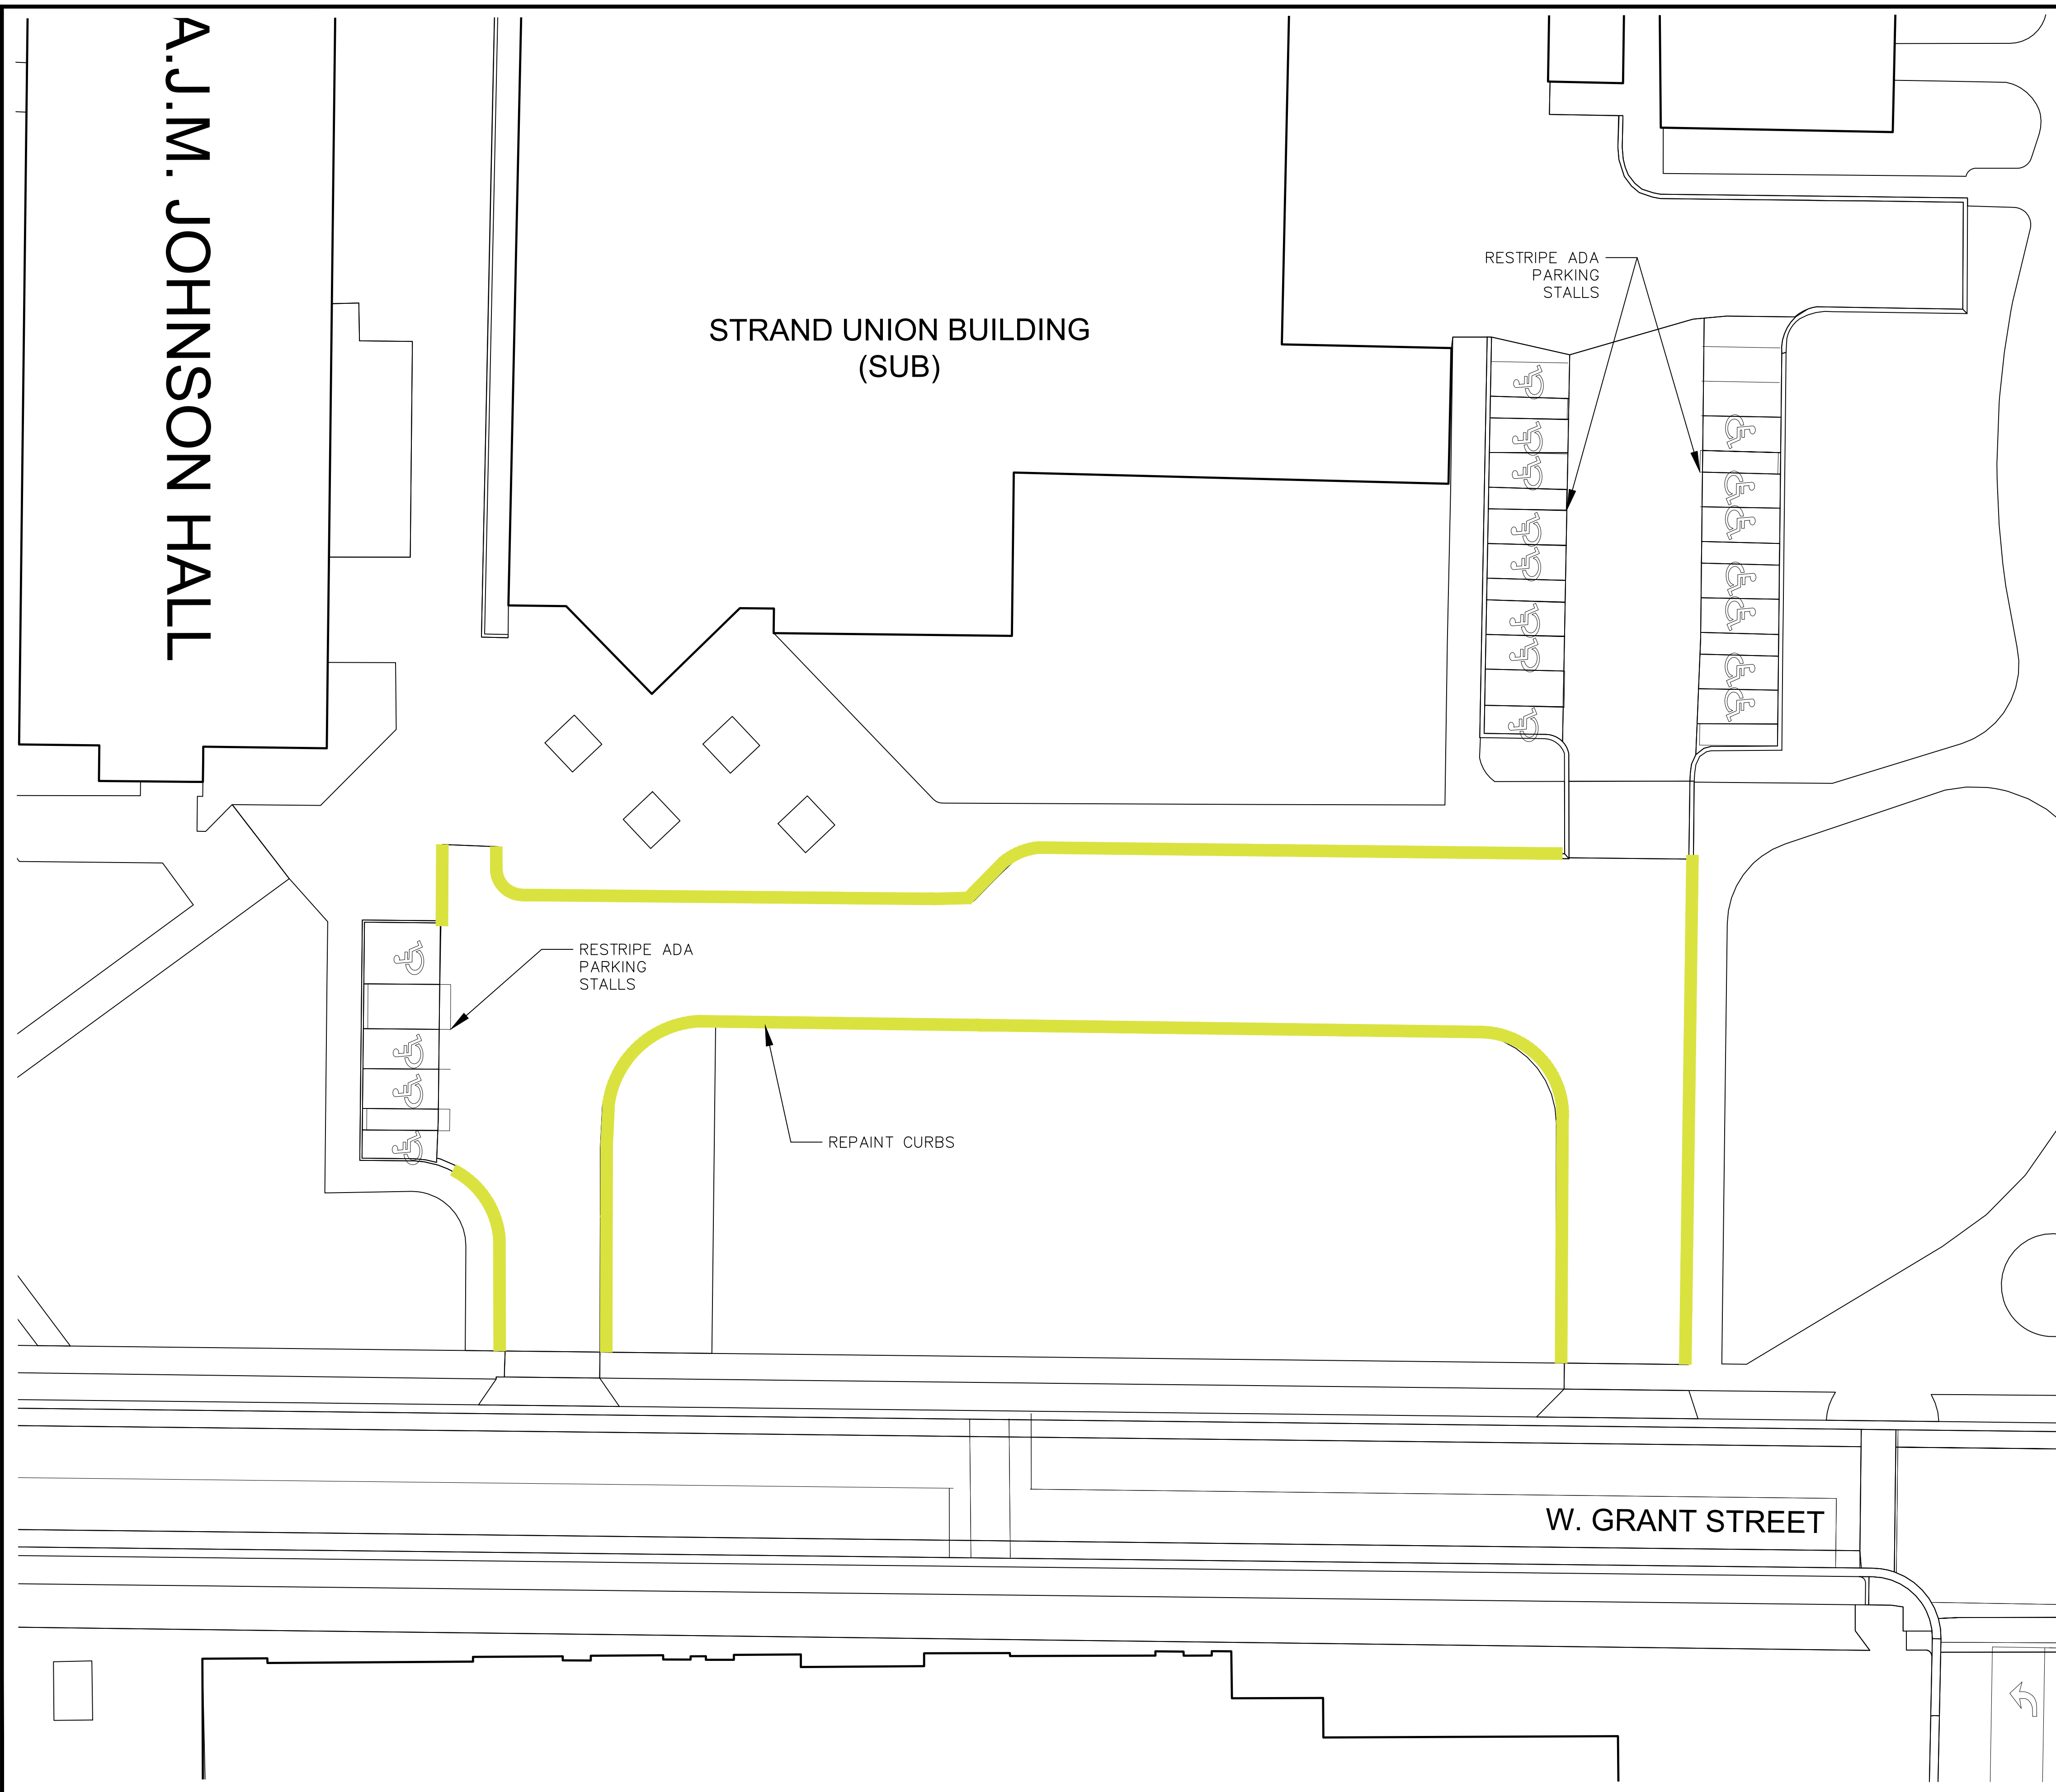 A.J.M. JOHNSON HALL
STRAND UNION BUILDING
(SUB)
RESTRIPE ADA
PARKING
STALLS
RESTRIPE ADA
PARKING
STALLS
REPAINT CURBS
W. GRANT STREET